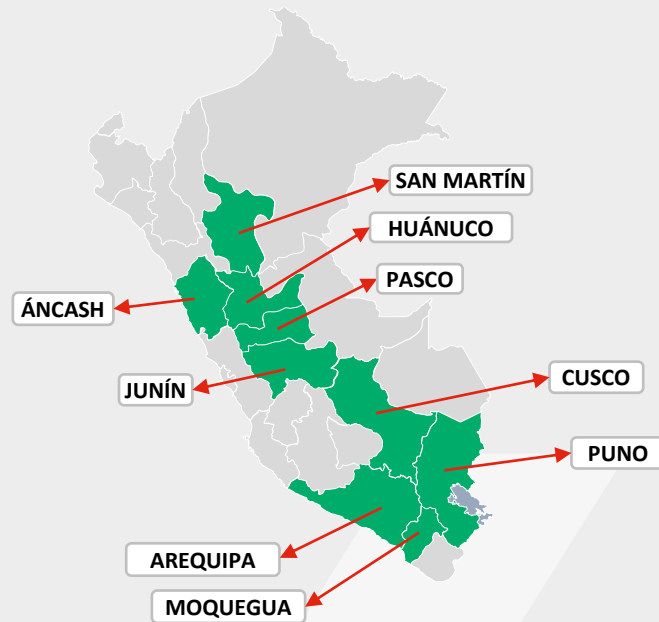 SAN MARTÍN
HUÁNUCO
PASCO
ÁNCASH
JUNÍN
CUSCO
PUNO
AREQUIPA
MOQUEGUA